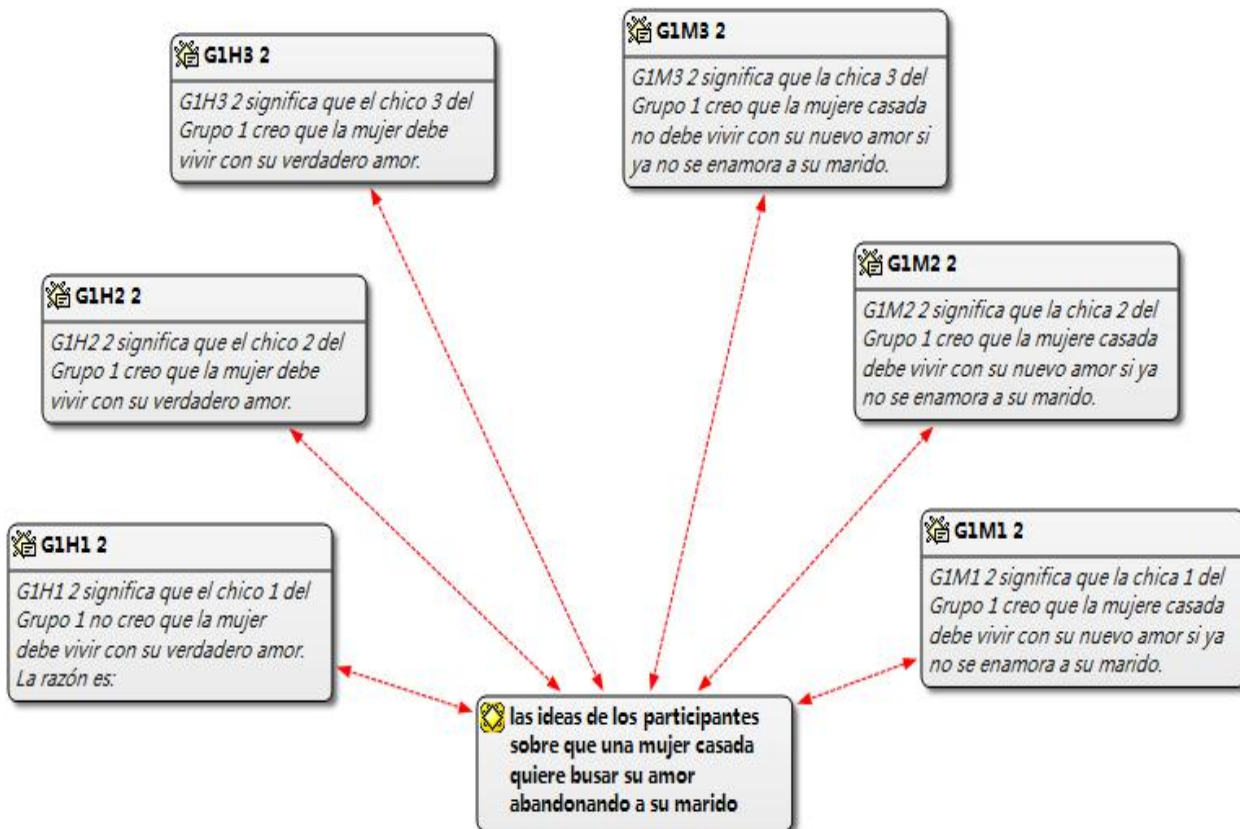 G1H3 2
G1H3 2 significa que el chico 3 del
Grupo 1 creo que la mujer debe
vivir con su verdadero amor.
G1M3 2
G1M3 2 significa que la chica 3 del
Grupo 1 creo que la mujere casada
no debe vivir con su nuevo amor si
ya no se enamora a su marido.
G1H2 2
G1H2 2 significa que el chico 2 del
Grupo 1 creo que la mujer debe
vivir con su verdadero amor.
G1M2 2
G1M2 2 significa que la chica 2 del
Grupo 1 creo que la mujere casada
debe vivir con su nuevo amor si ya
no se enamora a su marido.
G1H1 2
G1H1 2 significa que el chico 1 del
Grupo 1 no creo que la mujer
debe vivir con su verdadero amor.
La razón es:
G1M1 2
G1M1 2 significa que la chica 1 del
Grupo 1 creo que la mujere casada
debe vivir con su nuevo amor si ya
no se enamora a su marido.
las ideas de los participantes
sobre que una mujer casada
quiere busar su amor
abandonando a su marido